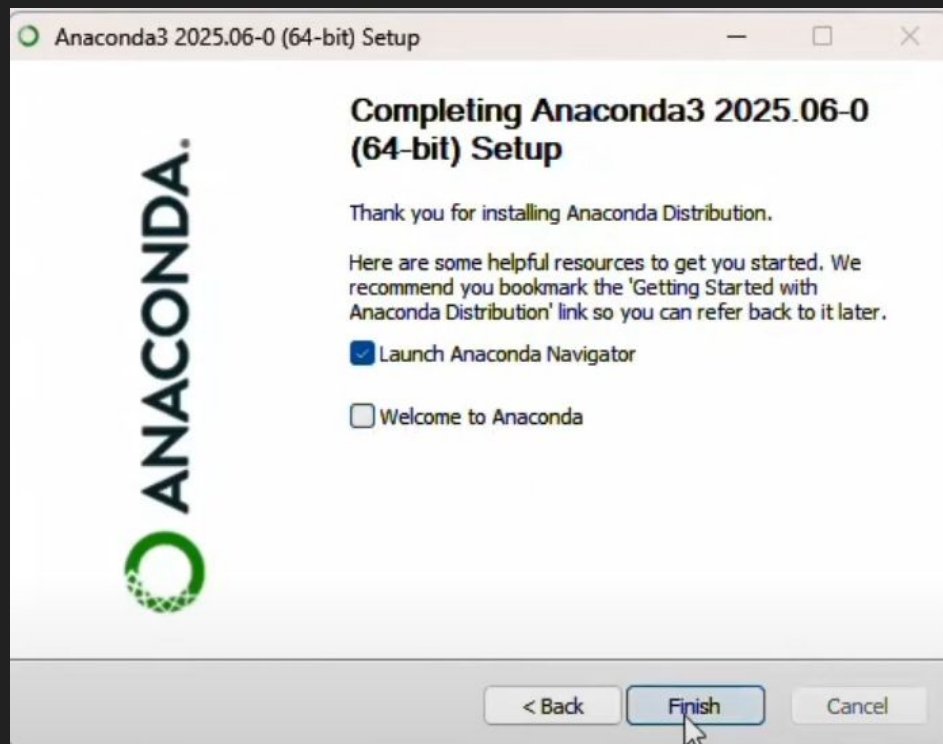 Anaconda3 2025.06-0 (64-bit) Setup
ANACONDA.
Completing Anaconda3 2025.06-0
(64-bit) Setup
Thank you for installing Anaconda Distribution.
Here are some helpful resources to get you started. We
recommend you bookmark the 'Getting Started with
Anaconda Distribution' link so you can refer back to it later.
Launch Anaconda Navigator
Welcome to Anaconda
< Back
Finish
Cancel